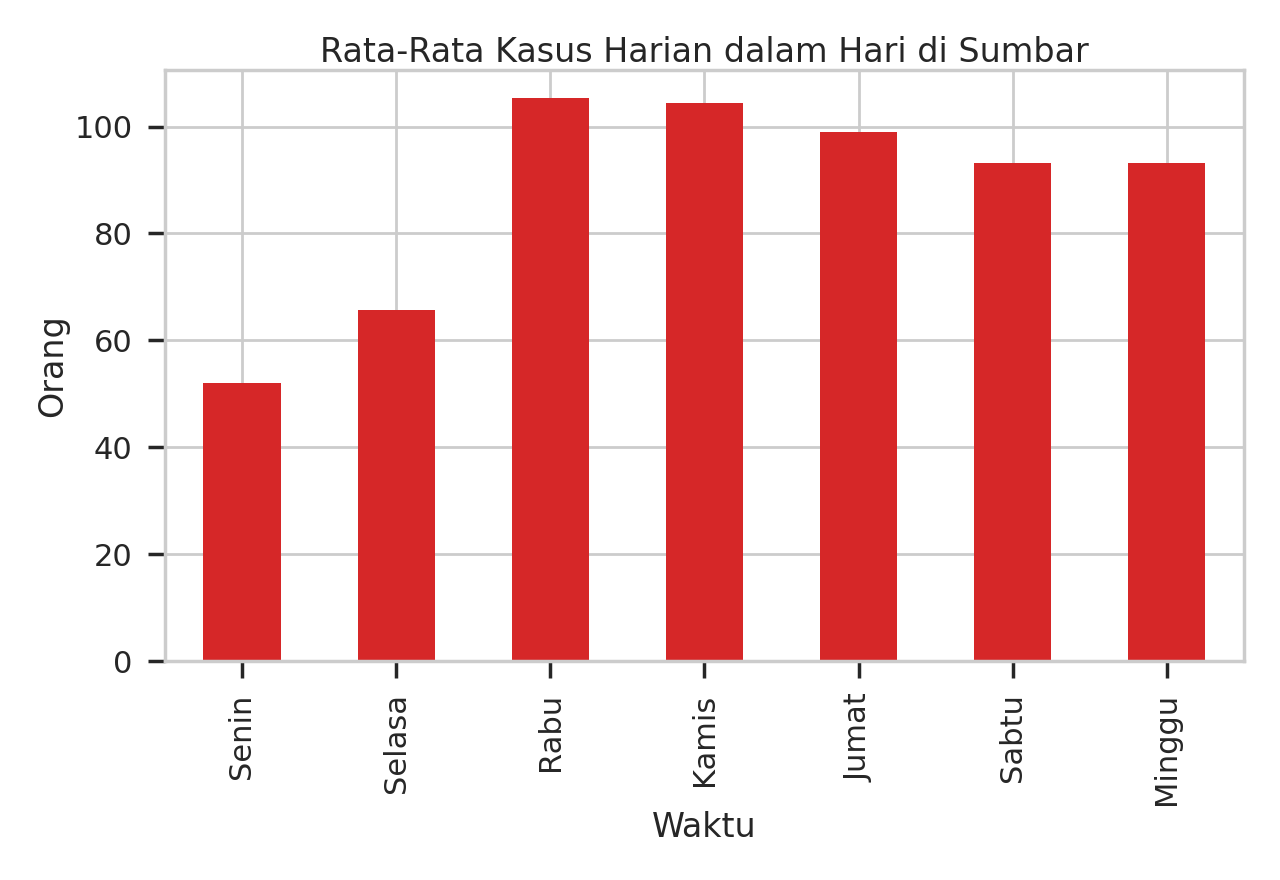 Rata-Rata Kasus Harian dalam Hari di Sumbar
Orang
100
80
60
40
20
0
Senin
Selasa
Rabu
Kamis
Jumat
Sabtu
Minggu
Waktu